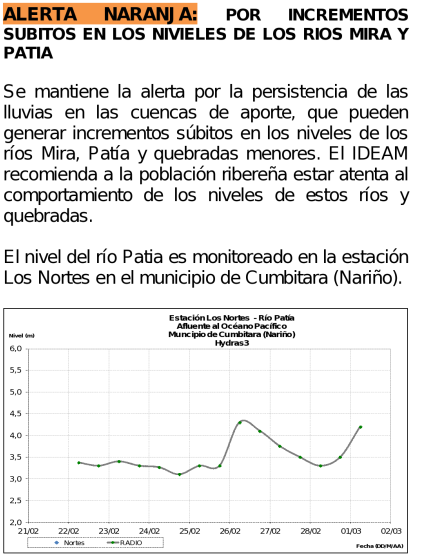 ALERTA NARANJA: POR INCREMENTOS
SUBITOS EN LOS NIVIELES DE LOS RIOS MIRA Y
PATIA
Se mantiene la alerta por la persistencia de las
lluvias en las cuencas de aporte, que pueden
generar incrementos súbitos en los niveles de los
ríos Mira, Patía y quebradas menores. El IDEAM
recomienda a la población ribereña estar atenta al
comportamiento de los niveles de estos ríos y
quebradas.
El nivel del río Patia es monitoreado en la estación
Los Nortes en el municipio de Cumbitara (Nariño).
Estación Los Nortes - Río Patía
Afluente al Océano Pacífico
Muncipio de Cumbitara (Nariño)
Hydras3
Nivel (m)
6,0
5,5
5,0
4,5
4,0
3,5
3,0
2,5
2,0
21/02 22/02 23/02 24/02 25/02 26/02 27/02 28/02 01/03 02/03
Nortes RADIO
Fecha (DD/M/AA)